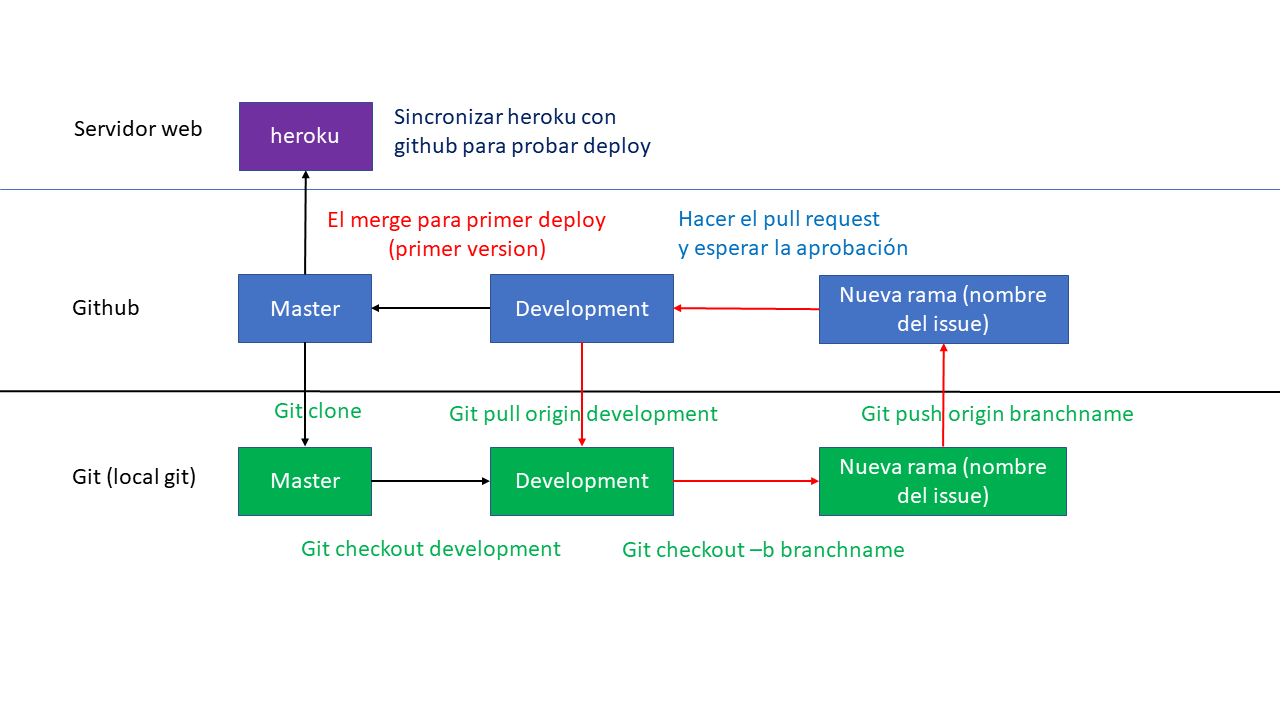 Servidor web
heroku
Sincronizar heroku con
github para probar deploy
El merge para primer deploy
(primer version)
Hacer el pull request
y esperar la aprobación
Github
Master
Development
Nueva rama (nombre
del issue)
Git clone
Git pull origin development
Git push origin branchname
Git (local git)
Master
Development
Nueva rama (nombre
del issue)
Git checkout development
Git checkout –b branchname